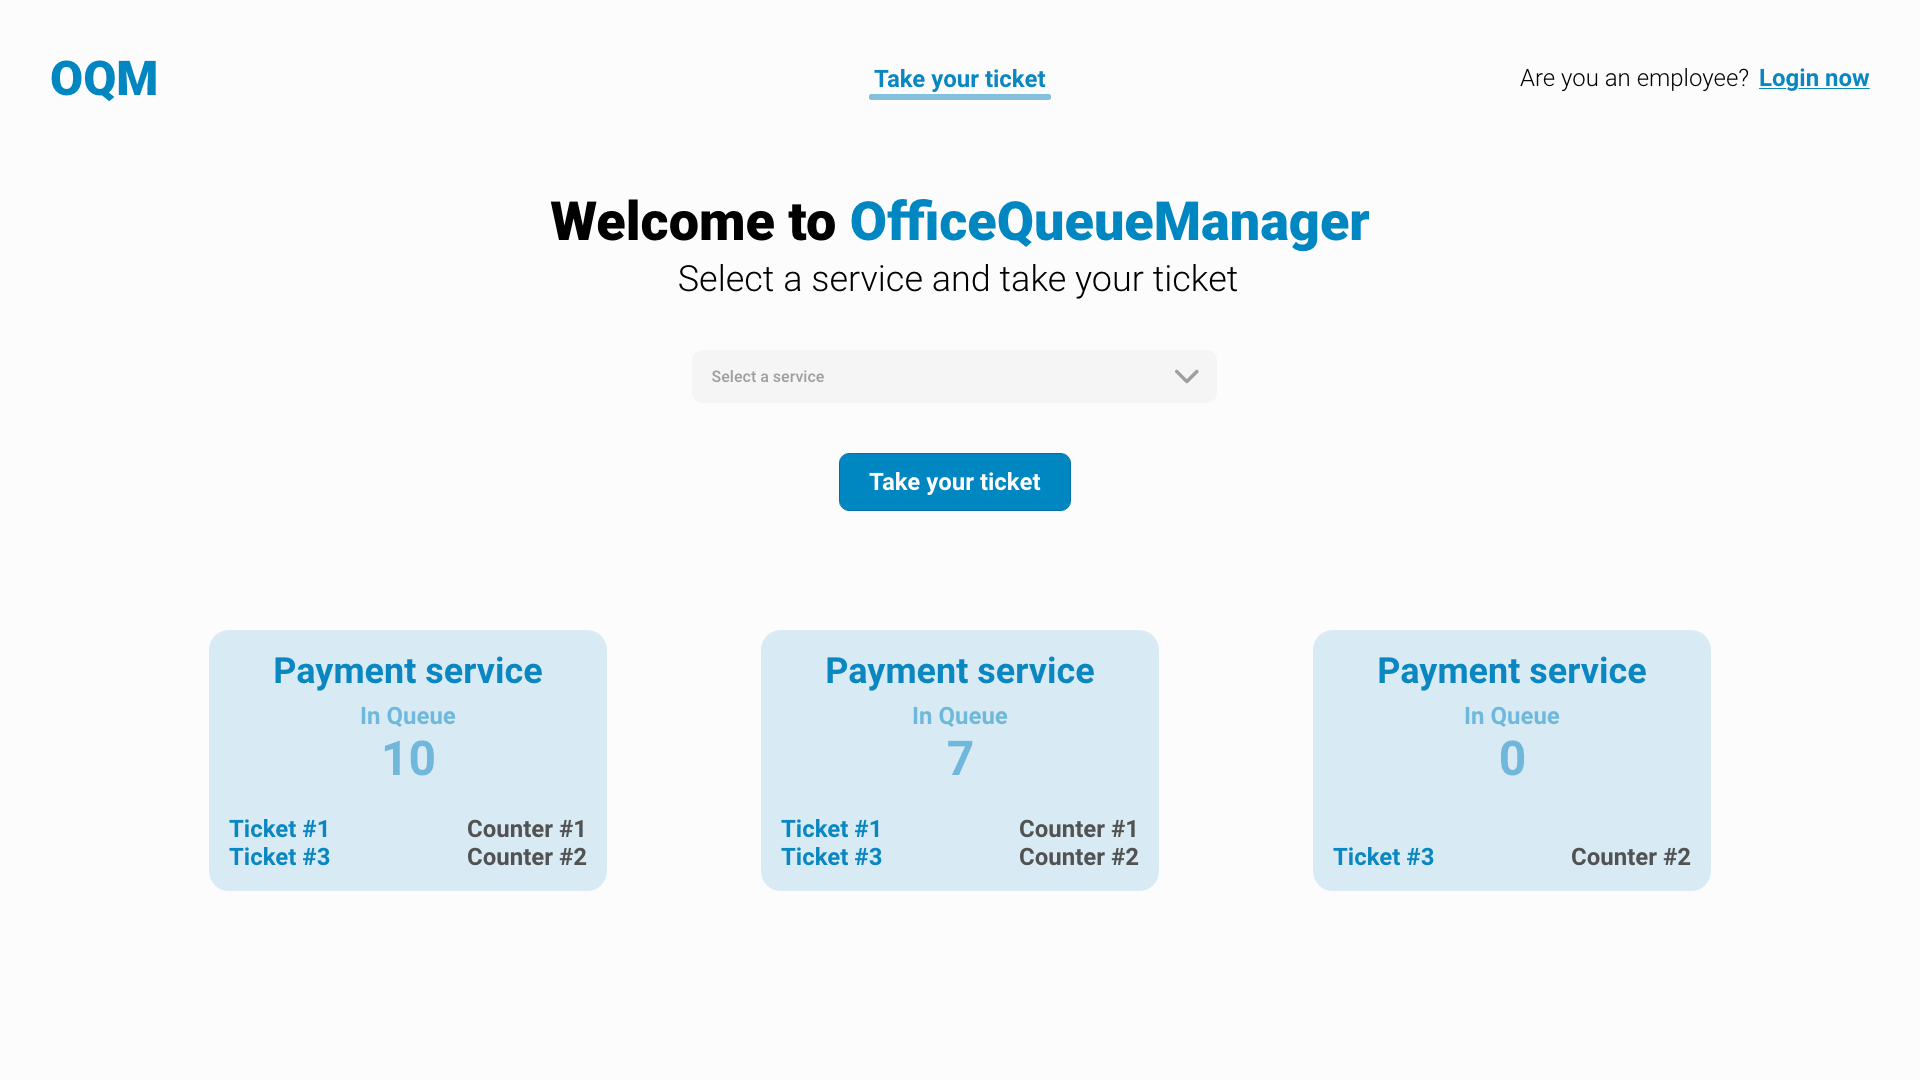 OQM
Take your ticket
Are you an employee? Login now
Welcome to OfficeQueueManager
Select a service and take your ticket
Select a service
Take your ticket
Payment service
In Queue
10
Ticket #1 Counter #1
Ticket #3 Counter #2
Payment service
In Queue
7
Ticket #1 Counter #1
Ticket #3 Counter #2
Payment service
In Queue
0
Ticket #3 Counter #2